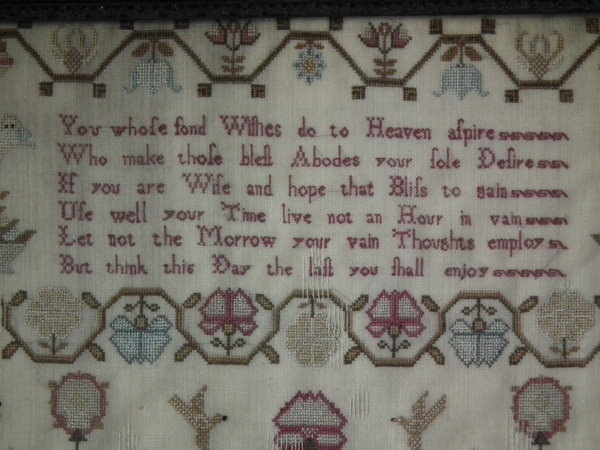 You whoſe fond Wiſhes do to Heaven aſpire
Who make thoſe bleſt Abodes your ſole Deſire
If you are Wiſe and hope that Bliſs to gain
Uſe well your Time live not an Hour in vain
Let not the Morrow your vain Thoughts employ
But think this Day the laſt you ſhall enjoy